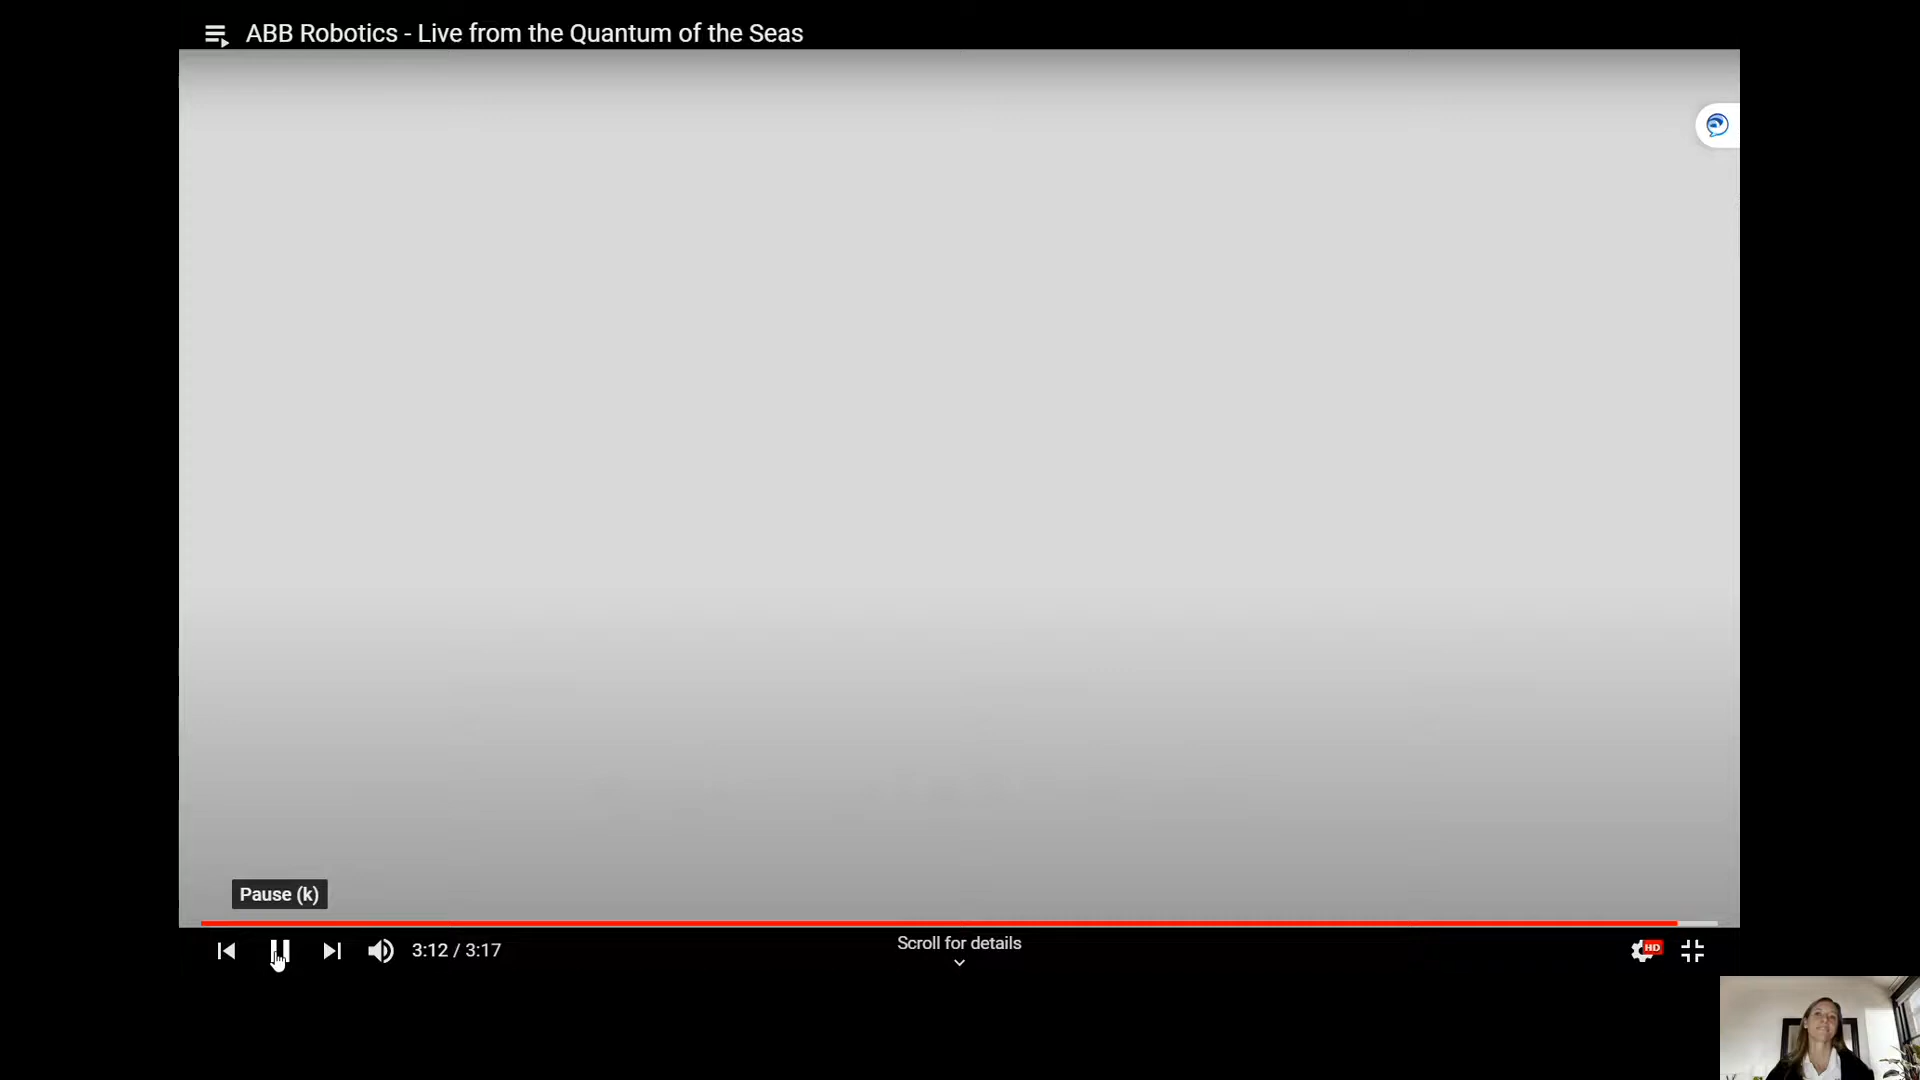 ABB Robotics - Live from the Quantum of the Seas
Pause (k)
3:12 / 3:17
Scroll for details
HD